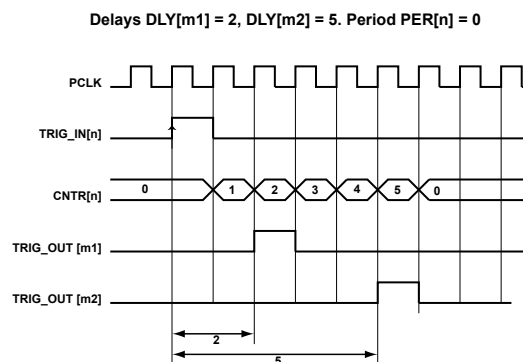 Delays DLY[m1] = 2, DLY[m2] = 5. Period PER[n] = 0
PCLK
TRIG_IN[n]
CNTR[n]
0 1 2 3 4 5 0
TRIG_OUT [m1]
TRIG_OUT [m2]
2
5